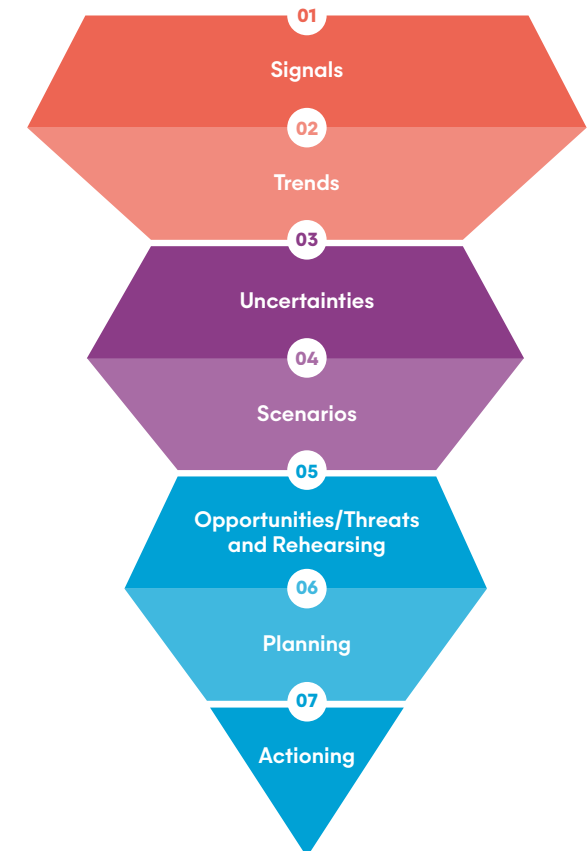 01
Signals
02
Trends
03
Uncertainties
04
Scenarios
05
Opportunities/Threats
and Rehearsing
06
Planning
07
Actioning